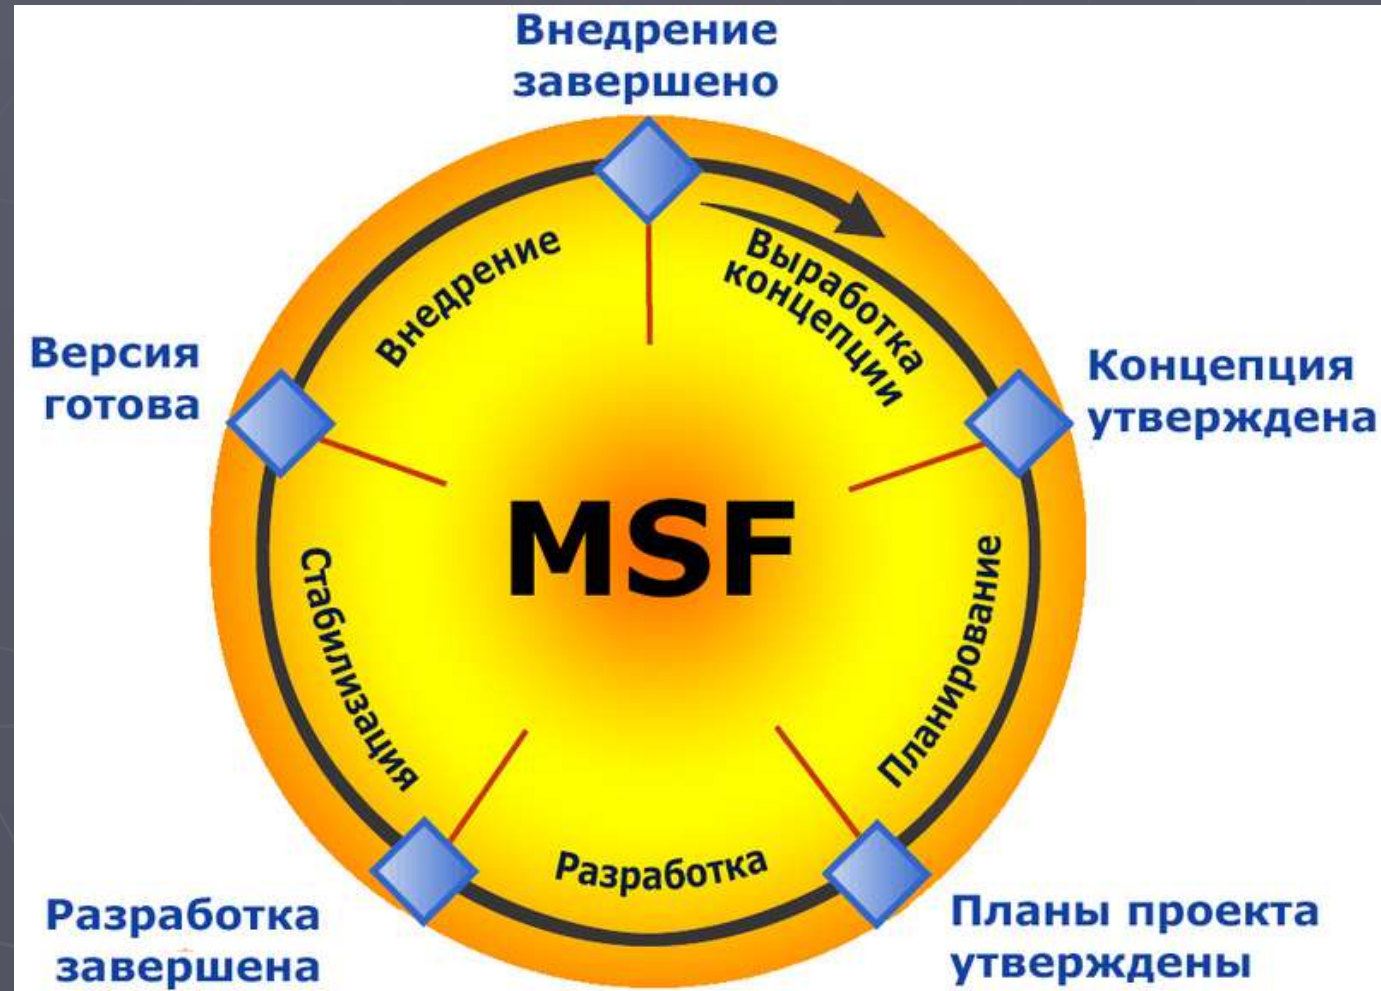 Внедрение
завершено
Внедрение
Выработка
концепции
Версия
готова
Концепция
утверждена
MSF
Стабилизация
Планирование
Разработка
Разработка
завершена
Планы проекта
утверждены